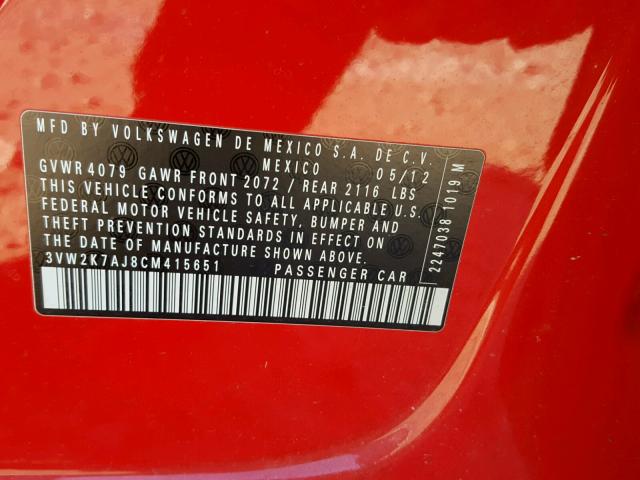 MFD BY VOLKSWAGEN DE MEXICO S.A. DE C.V.
MEXICO 05/12
GVWR 4079 GAWR FRONT 2072 / REAR 2116 LBS
THIS VEHICLE CONFORMS TO ALL APPLICABLE U.S.
FEDERAL MOTOR VEHICLE SAFETY, BUMPER AND
THEFT PREVENTION STANDARDS IN EFFECT ON
THE DATE OF MANUFACTURE SHOWN ABOVE.
3VW2K7AJ8CM415651 PASSENGER CAR
2247038 1019 M